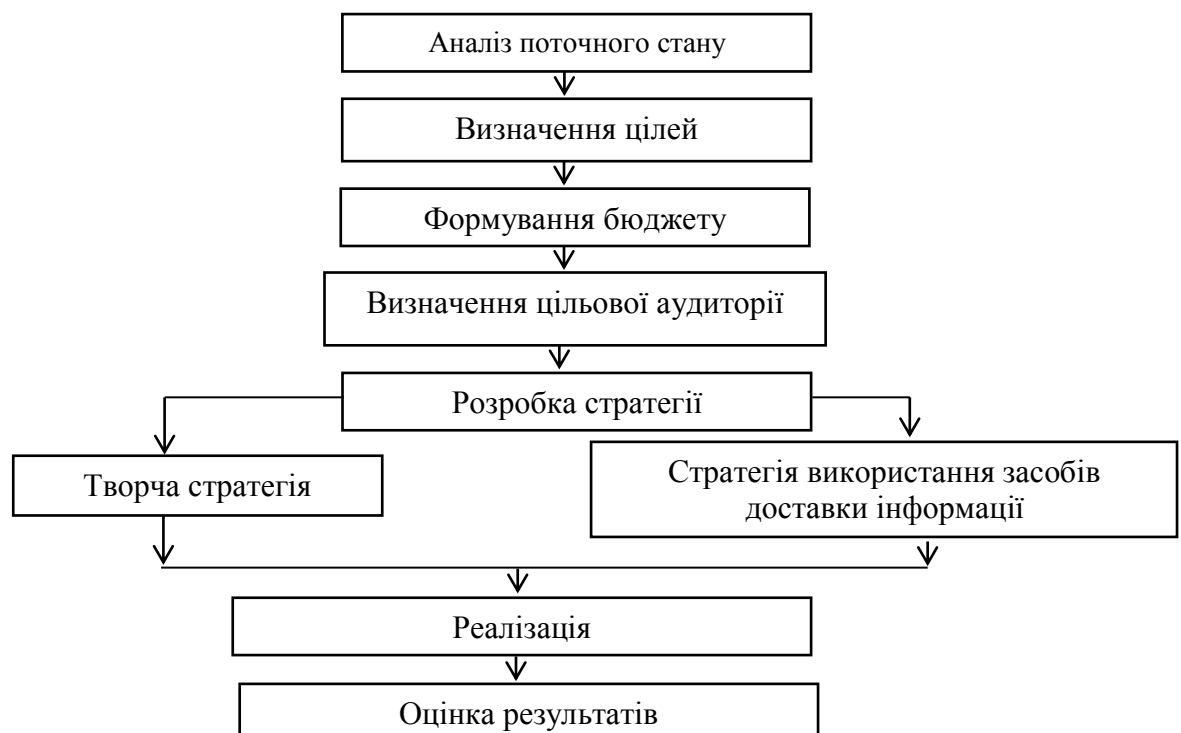 Аналіз поточного стану
Визначення цілей
Формування бюджету
Визначення цільової аудиторії
Розробка стратегії
Творча стратегія
Стратегія використання засобів
доставки інформації
Реалізація
Оцінка результатів